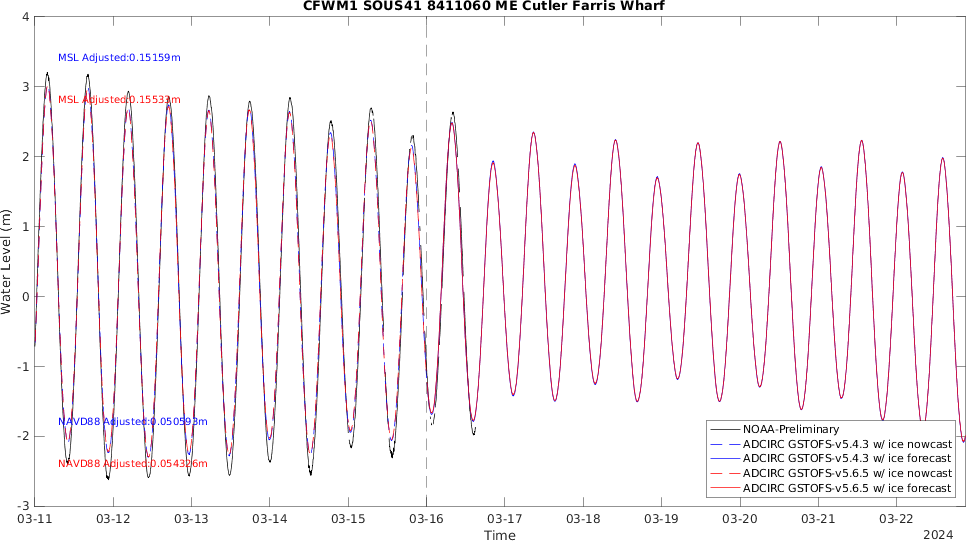 CFWM1 SOUS41 8411060 ME Cutler Farris Wharf
4
3
2
1
0
-1
-2
-3
Water Level (m)
MSL Adjusted:0.15159m
MSL Adjusted:0.15533m
NAVD88 Adjusted:0.050593m
NAVD88 Adjusted:0.054326m
NOAA-Preliminary
ADCIRC GSTOFS-v5.4.3 w/ ice nowcast
ADCIRC GSTOFS-v5.4.3 w/ ice forecast
ADCIRC GSTOFS-v5.6.5 w/ ice nowcast
ADCIRC GSTOFS-v5.6.5 w/ ice forecast
03-11 03-12 03-13 03-14 03-15 03-16 03-17 03-18 03-19 03-20 03-21 03-22
Time
2024